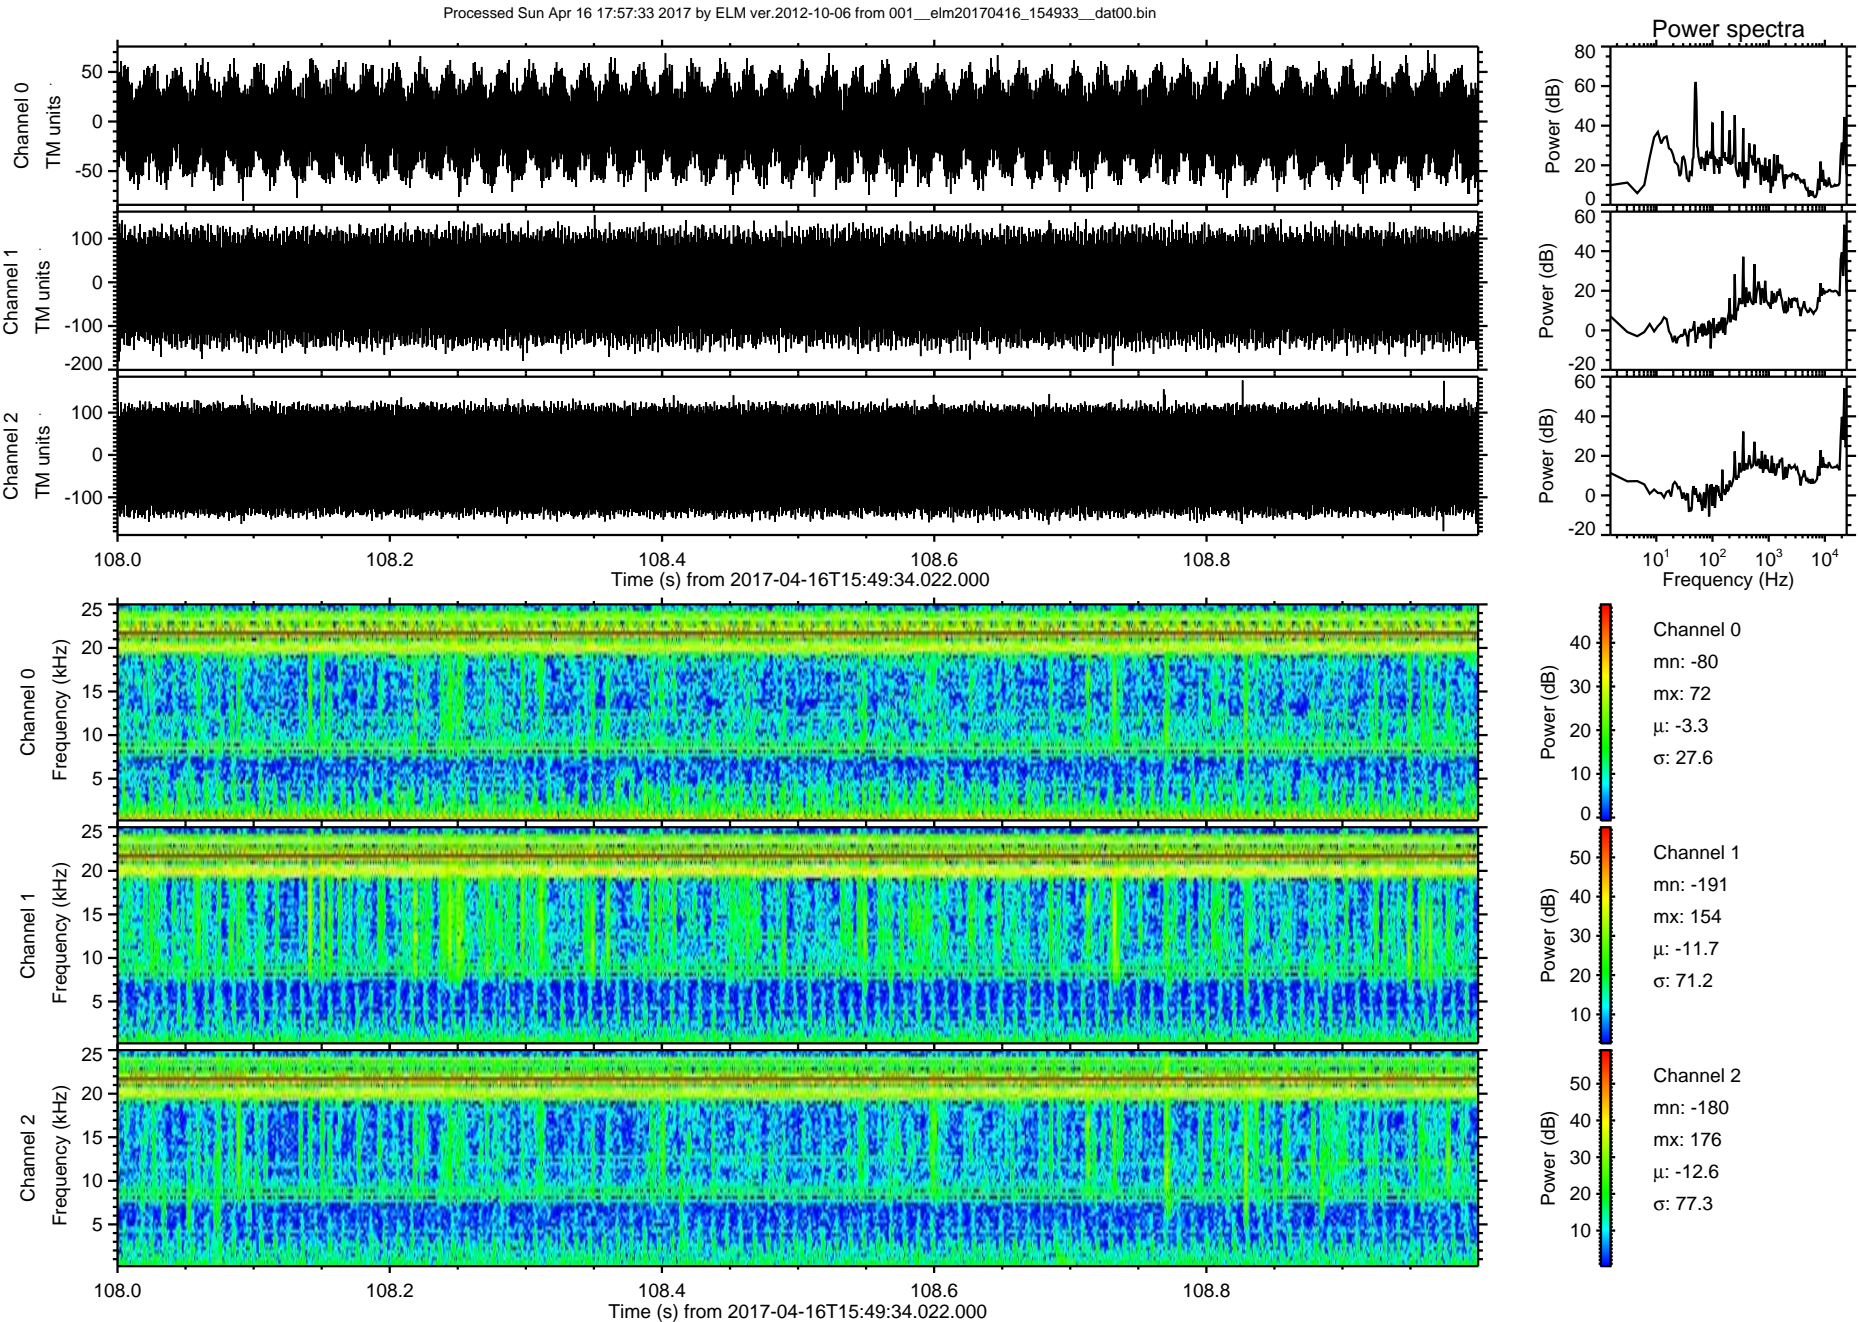 Processed Sun Apr 16 17:57:33 2017 by ELM ver.2012-10-06 from 001__elm20170416_154933__dat00.bin
Power spectra
Channel 0
TM units
50
0
-50
Power (dB)
80
60
40
20
0
Channel 1
TM units
100
0
-100
-200
Power (dB)
60
40
20
0
-20
Channel 2
TM units
100
0
-100
Power (dB)
60
40
20
0
-20
108.0 108.2 108.4 108.6 108.8
Time (s) from 2017-04-16T15:49:34.022.000
10^1 10^2 10^3 10^4
Frequency (Hz)
Channel 0
Frequency (kHz)
25
20
15
10
5
Power (dB)
40
30
20
10
0
Channel 0
mn: -80
mx: 72
µ: -3.3
σ: 27.6
Channel 1
Frequency (kHz)
25
20
15
10
5
Power (dB)
50
40
30
20
10
Channel 1
mn: -191
mx: 154
µ: -11.7
σ: 71.2
Channel 2
Frequency (kHz)
25
20
15
10
5
Power (dB)
50
40
30
20
10
Channel 2
mn: -180
mx: 176
µ: -12.6
σ: 77.3
108.0 108.2 108.4 108.6 108.8
Time (s) from 2017-04-16T15:49:34.022.000